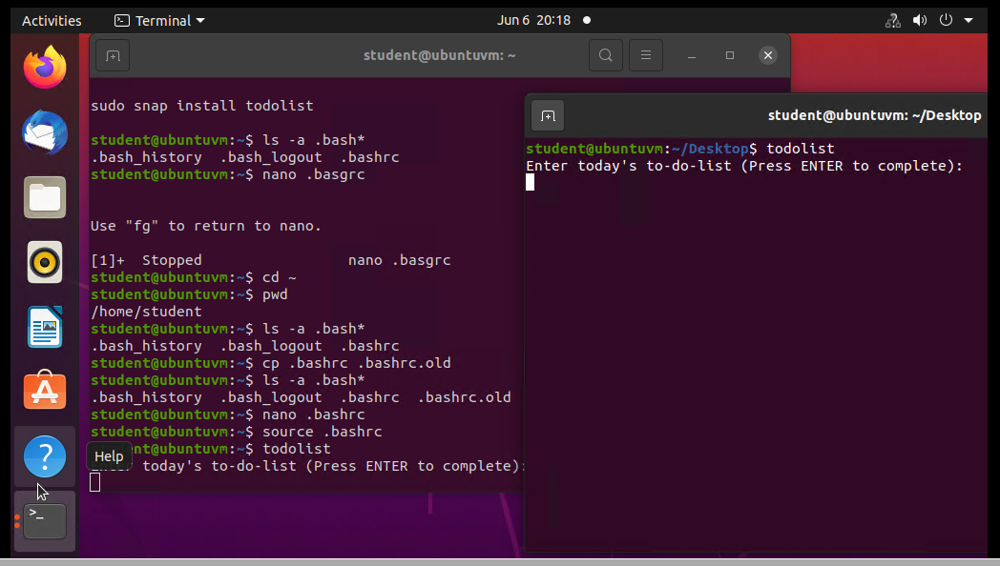 Activities
Terminal
Jun 6 20:18
student@ubuntuvm: ~
sudo snap install todolist
student@ubuntuvm:~$ ls -a .bash*
.bash_history .bash_logout .bashrc
student@ubuntuvm:~$ nano .basgrc
Use "fg" to return to nano.
[1]+ Stopped nano .basgrc
student@ubuntuvm:~$ cd ~
student@ubuntuvm:~$ pwd
/home/student
student@ubuntuvm:~$ ls -a .bash*
.bash_history .bash_logout .bashrc
student@ubuntuvm:~$ cp .bashrc .bashrc.old
student@ubuntuvm:~$ ls -a .bash*
.bash_history .bash_logout .bashrc .bashrc.old
student@ubuntuvm:~$ nano .bashrc
student@ubuntuvm:~$ source .bashrc
nt@ubuntuvm:~$ todolist
today's to-do-list (Press ENTER to complete):
Help
>_
student@ubuntuvm: ~/Desktop
student@ubuntuvm:~/Desktop$ todolist
Enter today's to-do-list (Press ENTER to complete):